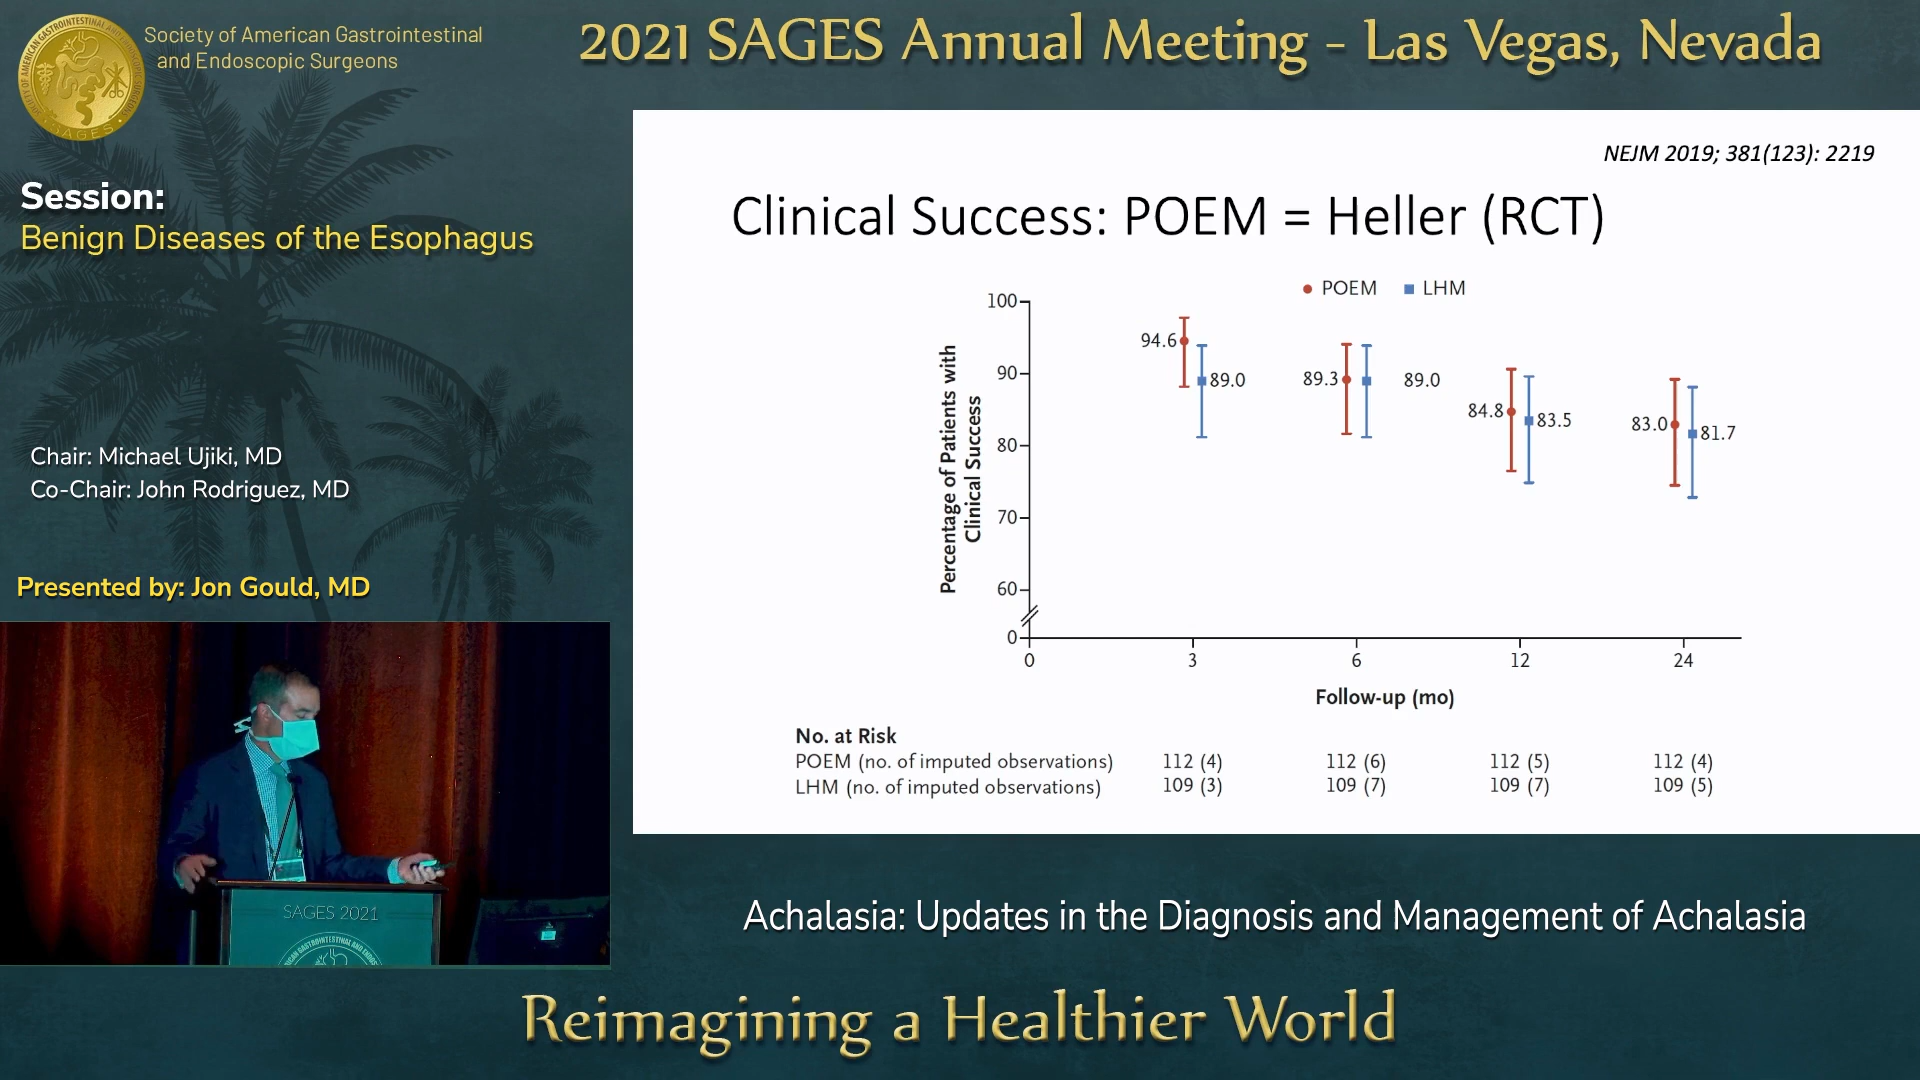 Society of American Gastrointestinal
and Endoscopic Surgeons
SAGES
2021 SAGES Annual Meeting - Las Vegas, Nevada
Session:
Benign Diseases of the Esophagus
Chair: Michael Ujiki, MD
Co-Chair: John Rodriguez, MD
Presented by: Jon Gould, MD
SAGES 2021
NEJM 2019; 381(123): 2219
Clinical Success: POEM = Heller (RCT)
POEM LHM
Percentage of Patients with
Clinical Success
100
90
80
70
60
0
94.6 89.0 89.3 89.0 84.8 83.5 83.0 81.7
0 3 6 12 24
Follow-up (mo)
No. at Risk
POEM (no. of imputed observations) 112 (4) 112 (6) 112 (5) 112 (4)
LHM (no. of imputed observations) 109 (3) 109 (7) 109 (7) 109 (5)
Achalasia: Updates in the Diagnosis and Management of Achalasia
Reimagining a Healthier World